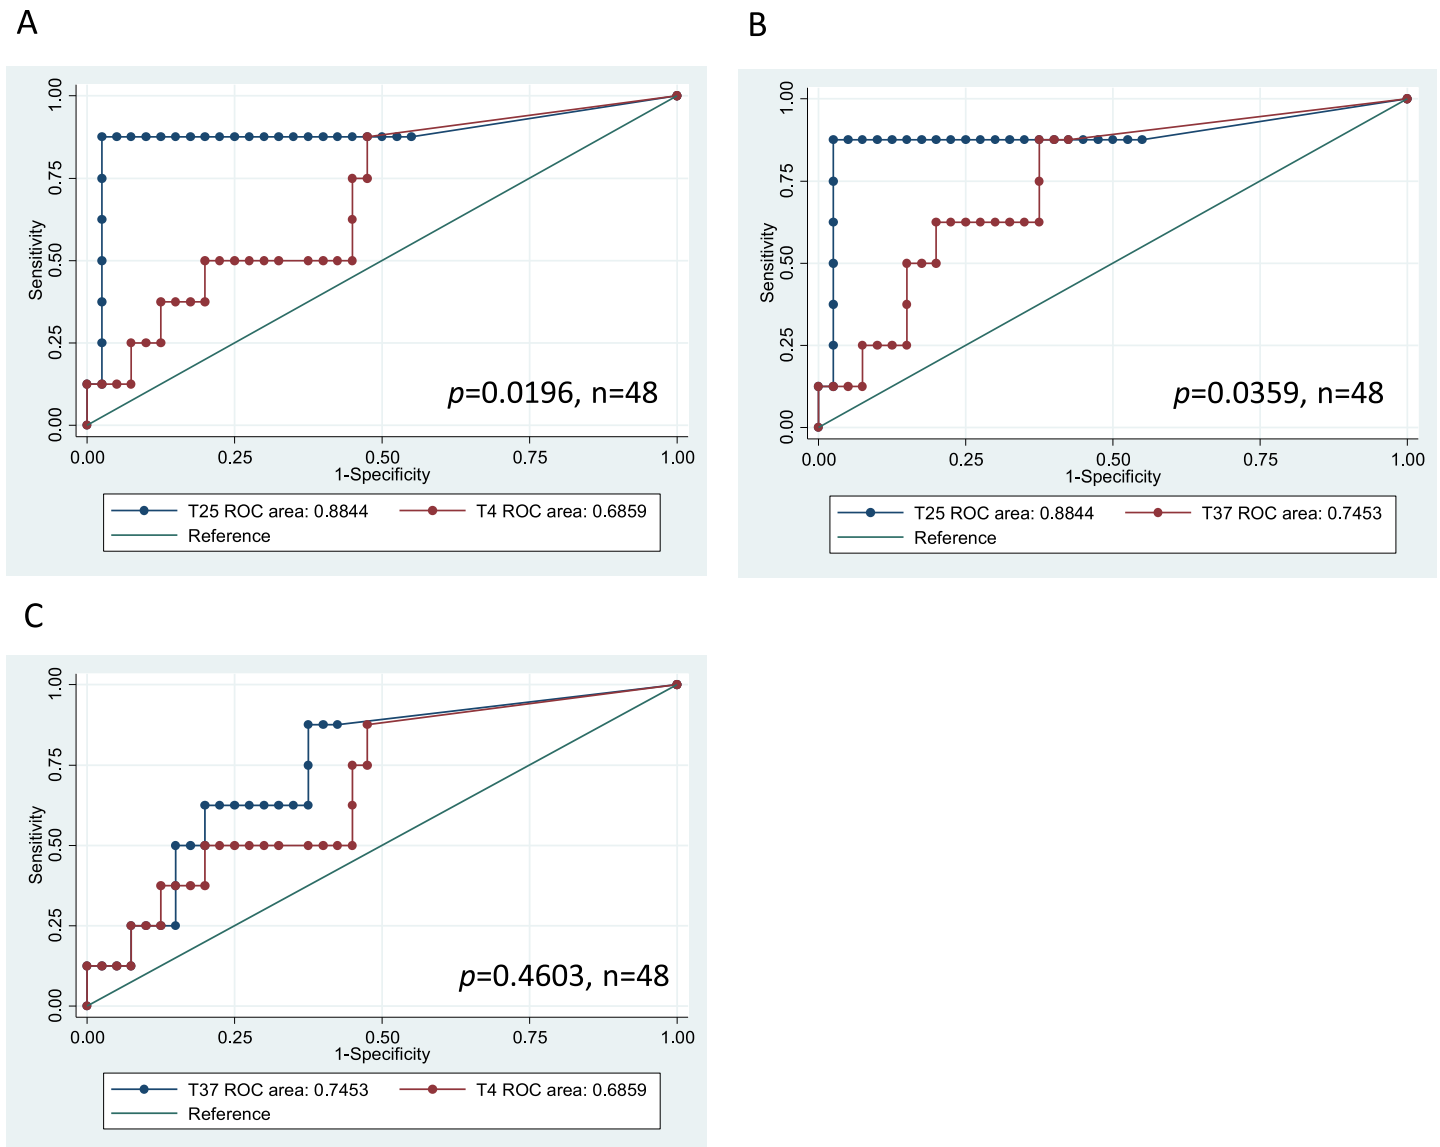 A
Sensitivity
1.00
0.75
0.50
0.25
0.00
p=0.0196, n=48
0.00 0.25 0.50 0.75 1.00
1-Specificity
T25 ROC area: 0.8844 T4 ROC area: 0.6859
Reference
B
Sensitivity
1.00
0.75
0.50
0.25
0.00
p=0.0359, n=48
0.00 0.25 0.50 0.75 1.00
1-Specificity
T25 ROC area: 0.8844 T37 ROC area: 0.7453
Reference
C
Sensitivity
1.00
0.75
0.50
0.25
0.00
p=0.4603, n=48
0.00 0.25 0.50 0.75 1.00
1-Specificity
T37 ROC area: 0.7453 T4 ROC area: 0.6859
Reference